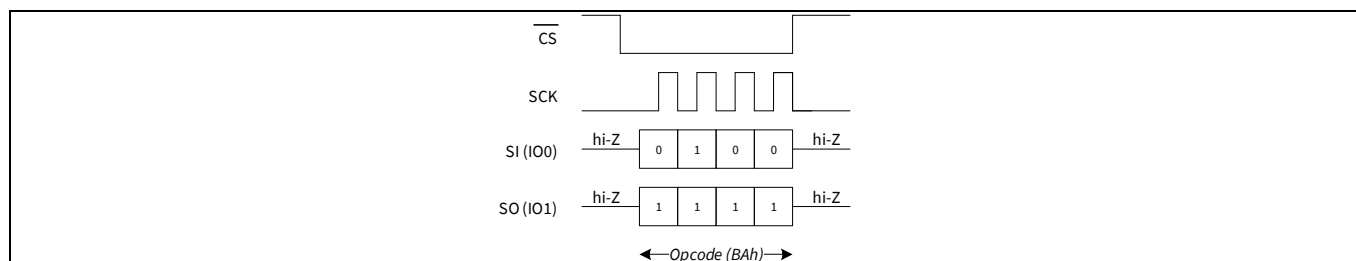 CS
SCK
hi-Z hi-Z
SI (IO0) 0 1 0 0
hi-Z hi-Z
SO (IO1) 1 1 1 1
Opcode (BAh)